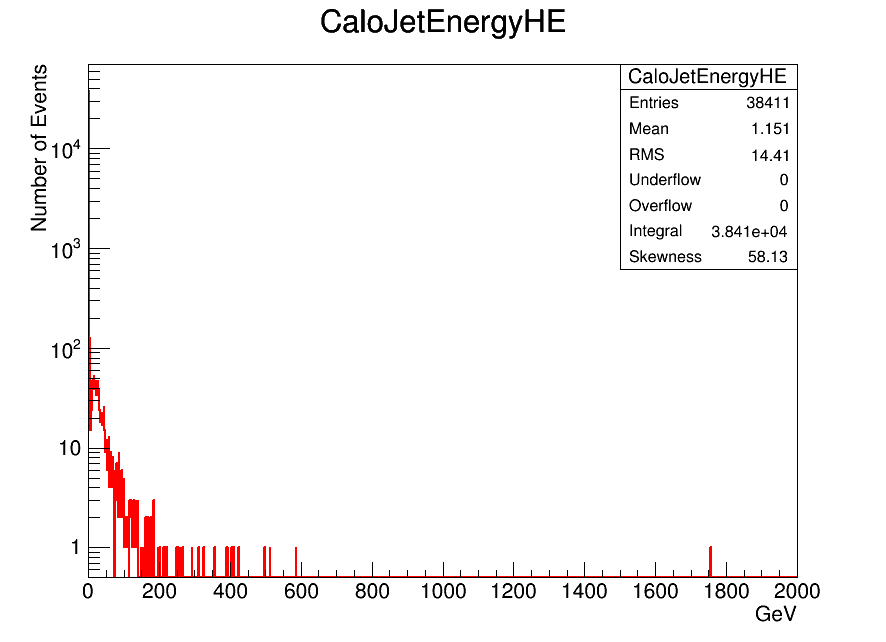 CaloJetEnergyHE
Number of Events
CaloJetEnergyHE
Entries 38411
Mean 1.151
RMS 14.41
Underflow 0
Overflow 0
Integral 3.841e+04
Skewness 58.13
10^4
10^3
10^2
10
1
0 200 400 600 800 1000 1200 1400 1600 1800 2000
GeV